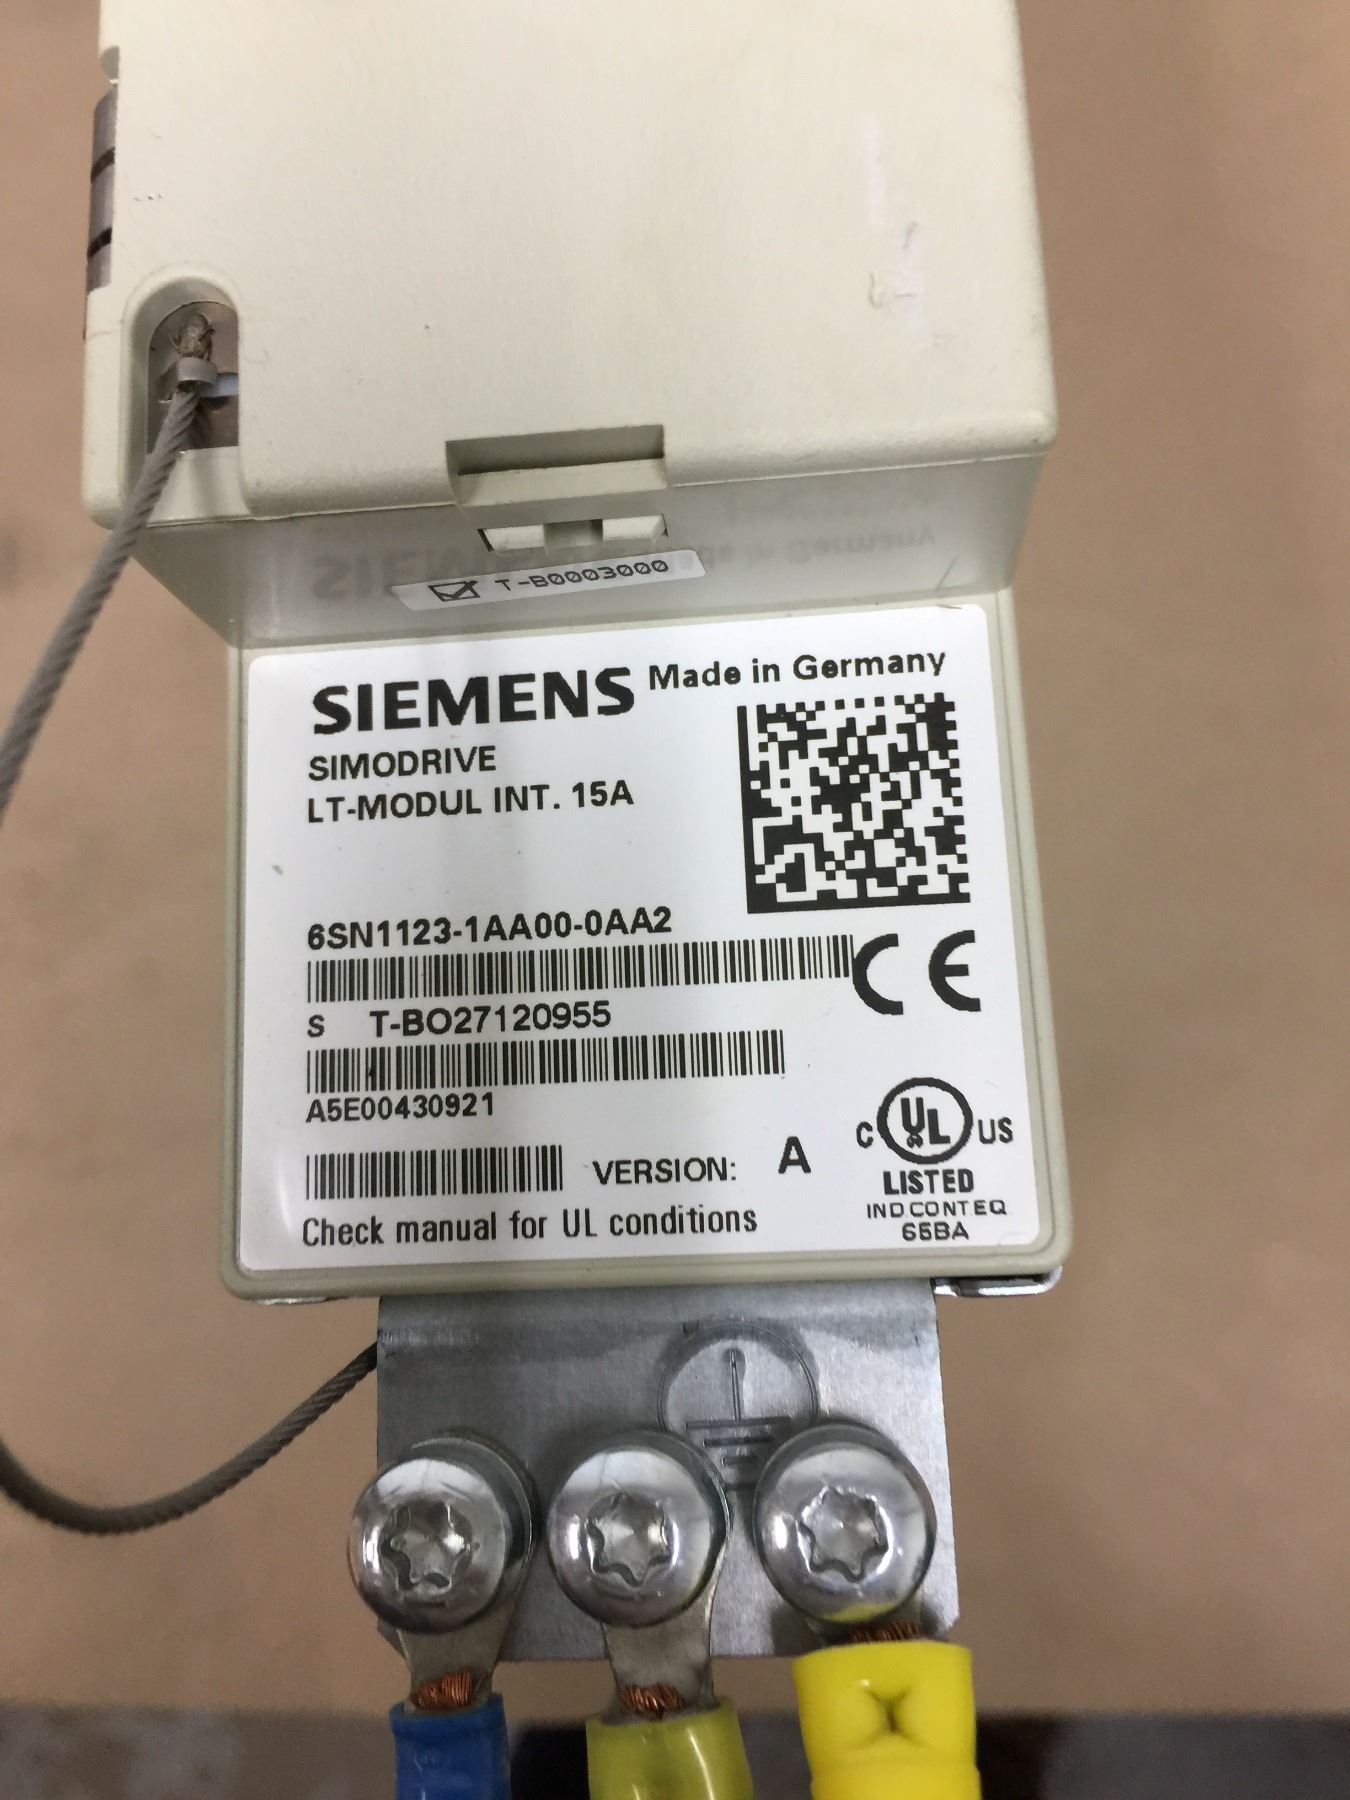 T-B0003000
SIEMENS Made in Germany
SIMODRIVE
LT-MODUL INT. 15A
6SN1123-1AA00-0AA2
S T-BO27120955
A5E00430921
VERSION: A
Check manual for UL conditions
CE
C UL US
LISTED
IND.CONT.EQ.
65BA